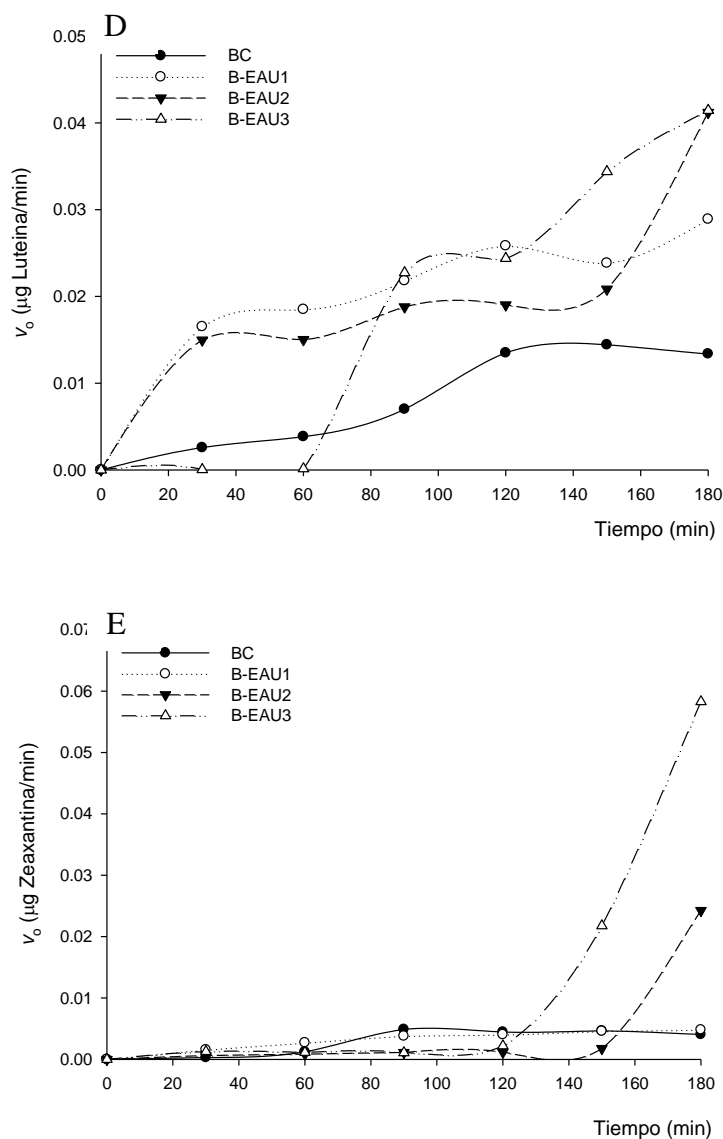 D
0.05
BC
B-EAU1
B-EAU2
B-EAU3
0.04
0.03
0.02
0.01
0.00
vo (μg Luteina/min)
0 20 40 60 80 100 120 140 160 180
Tiempo (min)
E
0.07
BC
B-EAU1
B-EAU2
B-EAU3
0.06
0.05
0.04
0.03
0.02
0.01
0.00
vo (μg Zeaxantina/min)
0 20 40 60 80 100 120 140 160 180
Tiempo (min)